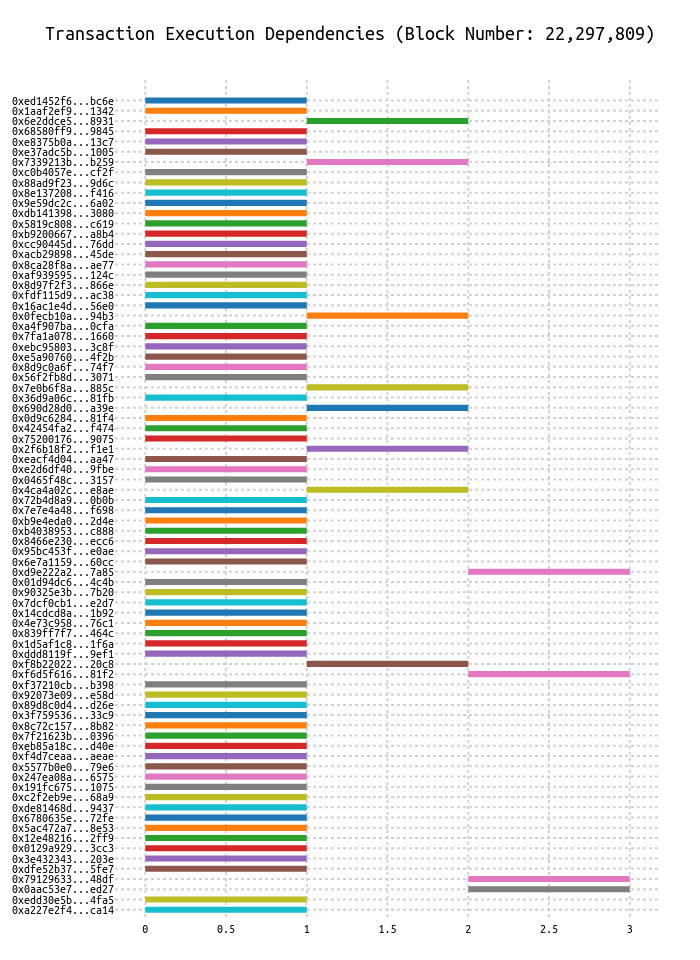 Transaction Execution Dependencies (Block Number: 22,297,809)
0xed1452f6...bc6e
0x1aaf2ef9...1342
0x6e2ddce5...8931
0x68580ff9...9845
0xe8375b0a...13c7
0xe37adc5b...1005
0x7339213b...b259
0xc0b4057e...cf2f
0x88ad9f23...9d6c
0x8e137208...f416
0x9e59dc2c...6a02
0xdb141398...3080
0x5819c808...c619
0xb9200667...a8b4
0xcc90445d...76dd
0xacb29898...45de
0x8ca28f8a...ae77
0xaf939595...124c
0x8d97f2f3...866e
0xfdf115d9...ac38
0x16ac1e4d...56e0
0x0fecb10a...94b3
0xa4f907ba...0cfa
0x7fa1a078...1660
0xebc95803...3c8f
0xe5a90760...4f2b
0x8d9c0a6f...74f7
0x56f2fb8d...3071
0x7e0b6f8a...885c
0x36d9a06c...81fb
0x690d28d0...a39e
0x0d9c6284...81f4
0x42454fa2...f474
0x75200176...9075
0x2f6b18f2...f1e1
0xeacf4d04...aa47
0xe2d6df40...9fbe
0x0465f48c...3157
0x4ca4a02c...e8ae
0x72b4d8a9...0b0b
0x7e7e4a48...f698
0xb9e4eda0...2d4e
0xb4038953...c888
0x8466e230...ecc6
0x95bc453f...e0ae
0x6e7a1159...60cc
0xd9e222a2...7a85
0x01d94dc6...4c4b
0x90325e3b...7b20
0x7dcf0cb1...e2d7
0x14cdcd8a...1b92
0x4e73c958...76c1
0x839ff7f7...464c
0x1d5af1c8...1f6a
0xddd8119f...9ef1
0xf8b22022...20c8
0xf6d5f616...81f2
0xf37210cb...b398
0x92073e09...e58d
0x89d8c0d4...d26e
0x3f759536...33c9
0x8c72c157...8b82
0x7f21623b...0396
0xeb85a18c...d40e
0xf4d7ceaa...aeae
0x5577b0e0...79e6
0x247ea08a...6575
0x191fc675...1075
0xc2f2eb9e...68a9
0xde81468d...9437
0x6780635e...72fe
0x5ac472a7...8e53
0x12e48216...2ff9
0x0129a929...3cc3
0x3e432343...203e
0xdfe52b37...5fe7
0x79129633...48df
0x0aac53e7...ed27
0xedd30e5b...4fa5
0xa227e2f4...ca14
0 0.5 1 1.5 2 2.5 3